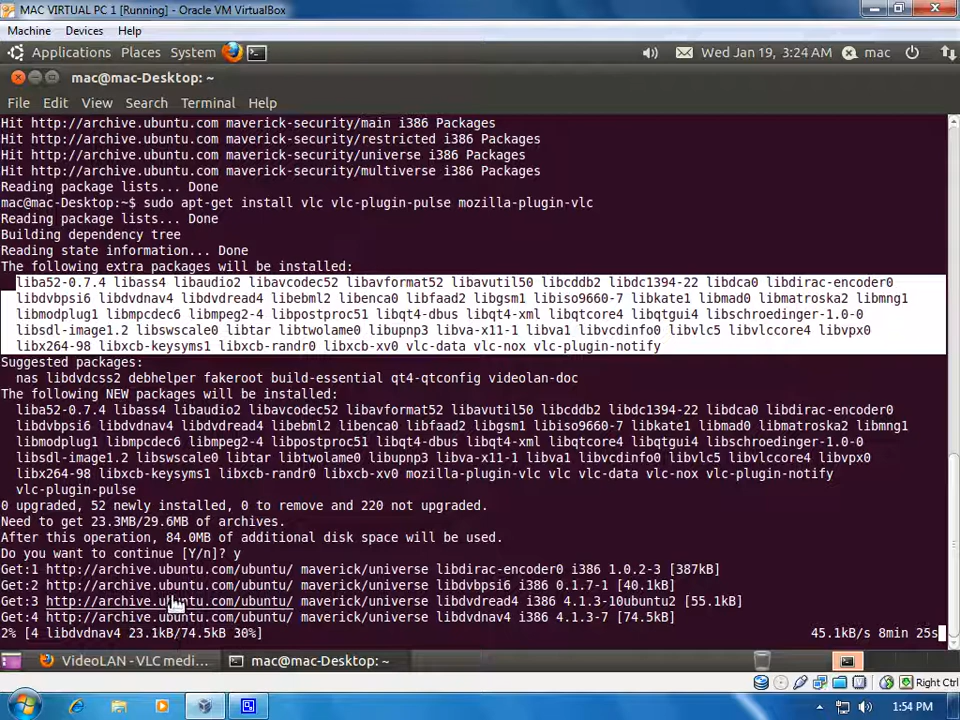 MAC VIRTUAL PC 1 [Running] - Oracle VM VirtualBox
Machine Devices Help
Applications Places System Wed Jan 19, 3:24 AM mac
mac@mac-Desktop: ~
File Edit View Search Terminal Help
Hit http://archive.ubuntu.com maverick-security/main i386 Packages
Hit http://archive.ubuntu.com maverick-security/restricted i386 Packages
Hit http://archive.ubuntu.com maverick-security/universe i386 Packages
Hit http://archive.ubuntu.com maverick-security/multiverse i386 Packages
Reading package lists... Done
mac@mac-Desktop:~$ sudo apt-get install vlc vlc-plugin-pulse mozilla-plugin-vlc
Reading package lists... Done
Building dependency tree
Reading state information... Done
The following extra packages will be installed:
liba52-0.7.4 libass4 libaudio2 libavcodec52 libavformat52 libavutil50 libcddb2 libdc1394-22 libdca0 libdirac-encoder0
libdvbpsi6 libdvdnav4 libdvdread4 libebml2 libenca0 libfaad2 libgsm1 libiso9660-7 libkate1 libmad0 libmatroska2 libmng1
libmodplug1 libmpcdec6 libmpeg2-4 libpostproc51 libqt4-dbus libqt4-xml libqtcore4 libqtgui4 libschroedinger-1.0-0
libsdl-image1.2 libswscale0 libtar libtwolame0 libupnp3 libva-x11-1 libva1 libvcdinfo0 libvlc5 libvlccore4 libvpx0
libx264-98 libxcb-keysyms1 libxcb-randr0 libxcb-xv0 vlc-data vlc-nox vlc-plugin-notify
Suggested packages:
nas libdvdcss2 debhelper fakeroot build-essential qt4-qtconfig videolan-doc
The following NEW packages will be installed:
liba52-0.7.4 libass4 libaudio2 libavcodec52 libavformat52 libavutil50 libcddb2 libdc1394-22 libdca0 libdirac-encoder0
libdvbpsi6 libdvdnav4 libdvdread4 libebml2 libenca0 libfaad2 libgsm1 libiso9660-7 libkate1 libmad0 libmatroska2 libmng1
libmodplug1 libmpcdec6 libmpeg2-4 libpostproc51 libqt4-dbus libqt4-xml libqtcore4 libqtgui4 libschroedinger-1.0-0
libsdl-image1.2 libswscale0 libtar libtwolame0 libupnp3 libva-x11-1 libva1 libvcdinfo0 libvlc5 libvlccore4 libvpx0
libx264-98 libxcb-keysyms1 libxcb-randr0 libxcb-xv0 mozilla-plugin-vlc vlc vlc-data vlc-nox vlc-plugin-notify
vlc-plugin-pulse
0 upgraded, 52 newly installed, 0 to remove and 220 not upgraded.
Need to get 23.3MB/29.6MB of archives.
After this operation, 84.0MB of additional disk space will be used.
Do you want to continue [Y/n]? y
Get:1 http://archive.ubuntu.com/ubuntu/ maverick/universe libdirac-encoder0 i386 1.0.2-3 [387kB]
Get:2 http://archive.ubuntu.com/ubuntu/ maverick/universe libdvbpsi6 i386 0.1.7-1 [40.1kB]
Get:3 http://archive.ubuntu.com/ubuntu/ maverick/universe libdvdread4 i386 4.1.3-10ubuntu2 [55.1kB]
Get:4 http://archive.ubuntu.com/ubuntu/ maverick/universe libdvdnav4 i386 4.1.3-7 [74.5kB]
2% [4 libdvdnav4 23.1kB/74.5kB 30%] 45.1kB/s 8min 25s
VideoLAN - VLC medi... mac@mac-Desktop: ~
Right Ctrl
1:54 PM